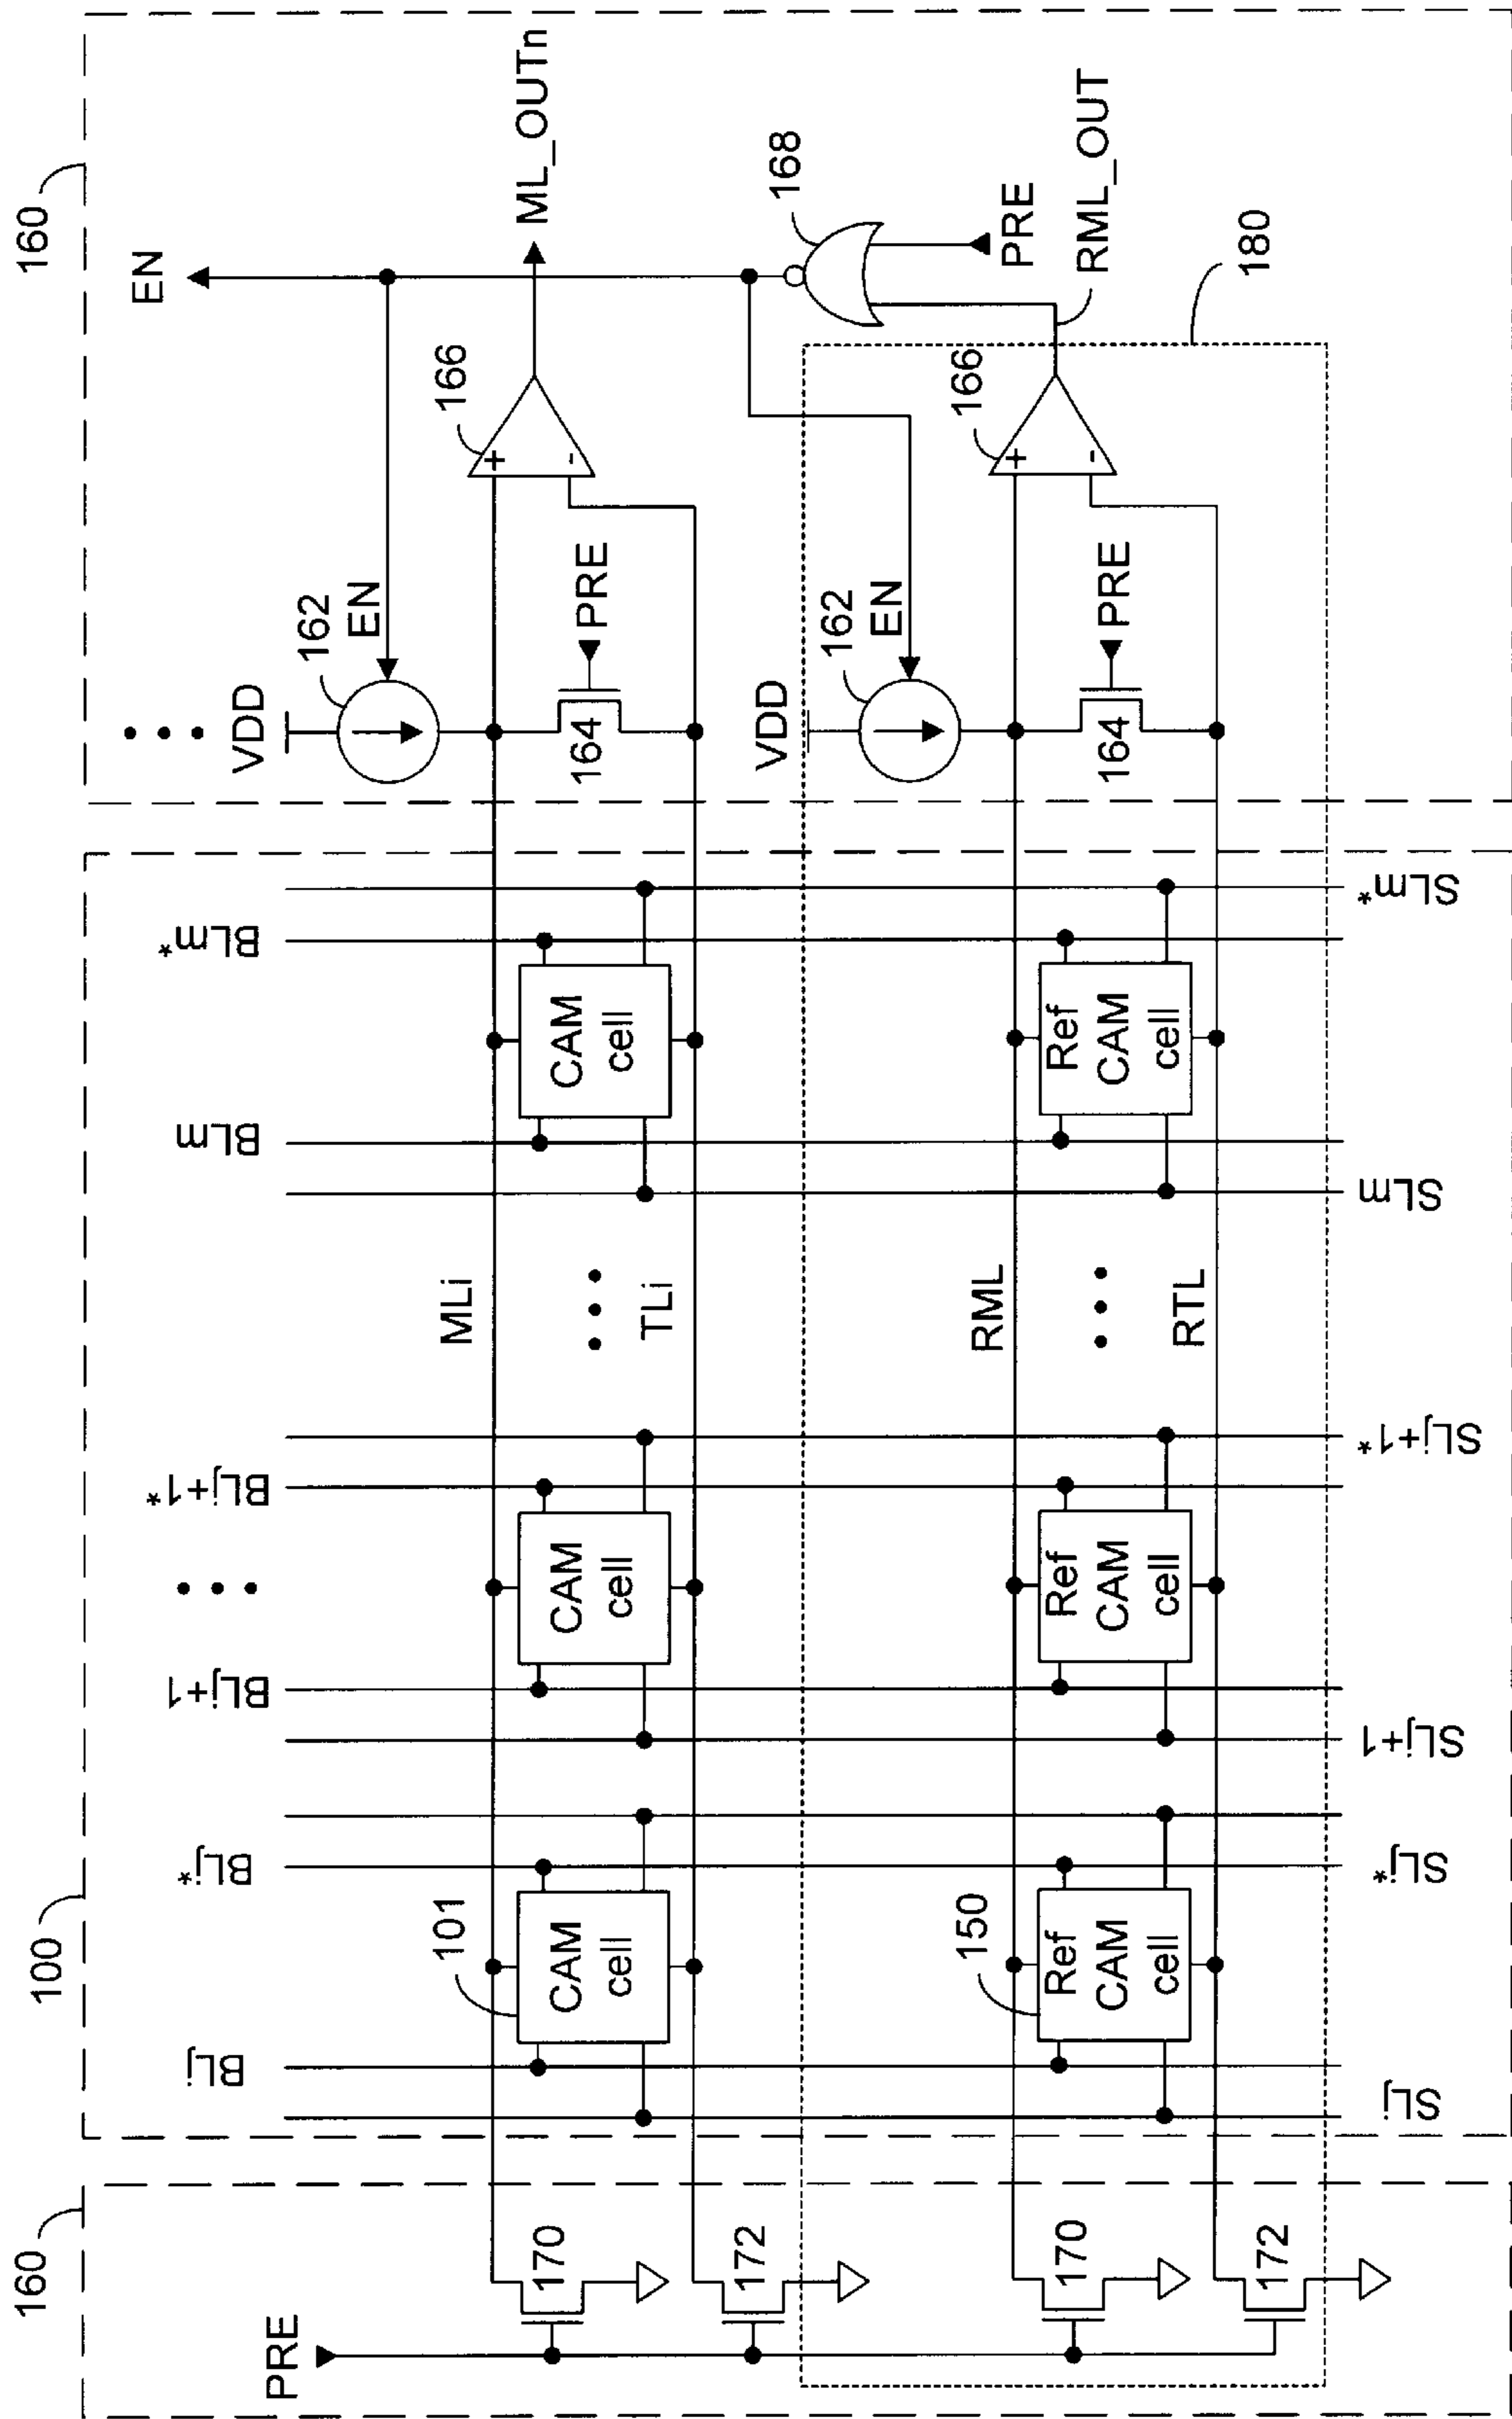 160
100
160
EN
ML_OUTn
168
PRE
RML_OUT
180
166
+
-
166
+
-
VDD
162
EN
164
PRE
VDD
162
EN
164
PRE
BLm*
BLm
BLj+1*
BLj+1
BLj*
BLj
SLm*
SLm
SLj+1*
SLj+1
SLj*
SLj
MLi
TLi
RML
RTL
CAM
cell
CAM
cell
CAM
cell
101
Ref
CAM
cell
Ref
CAM
cell
Ref
CAM
cell
150
PRE
170
172
170
172